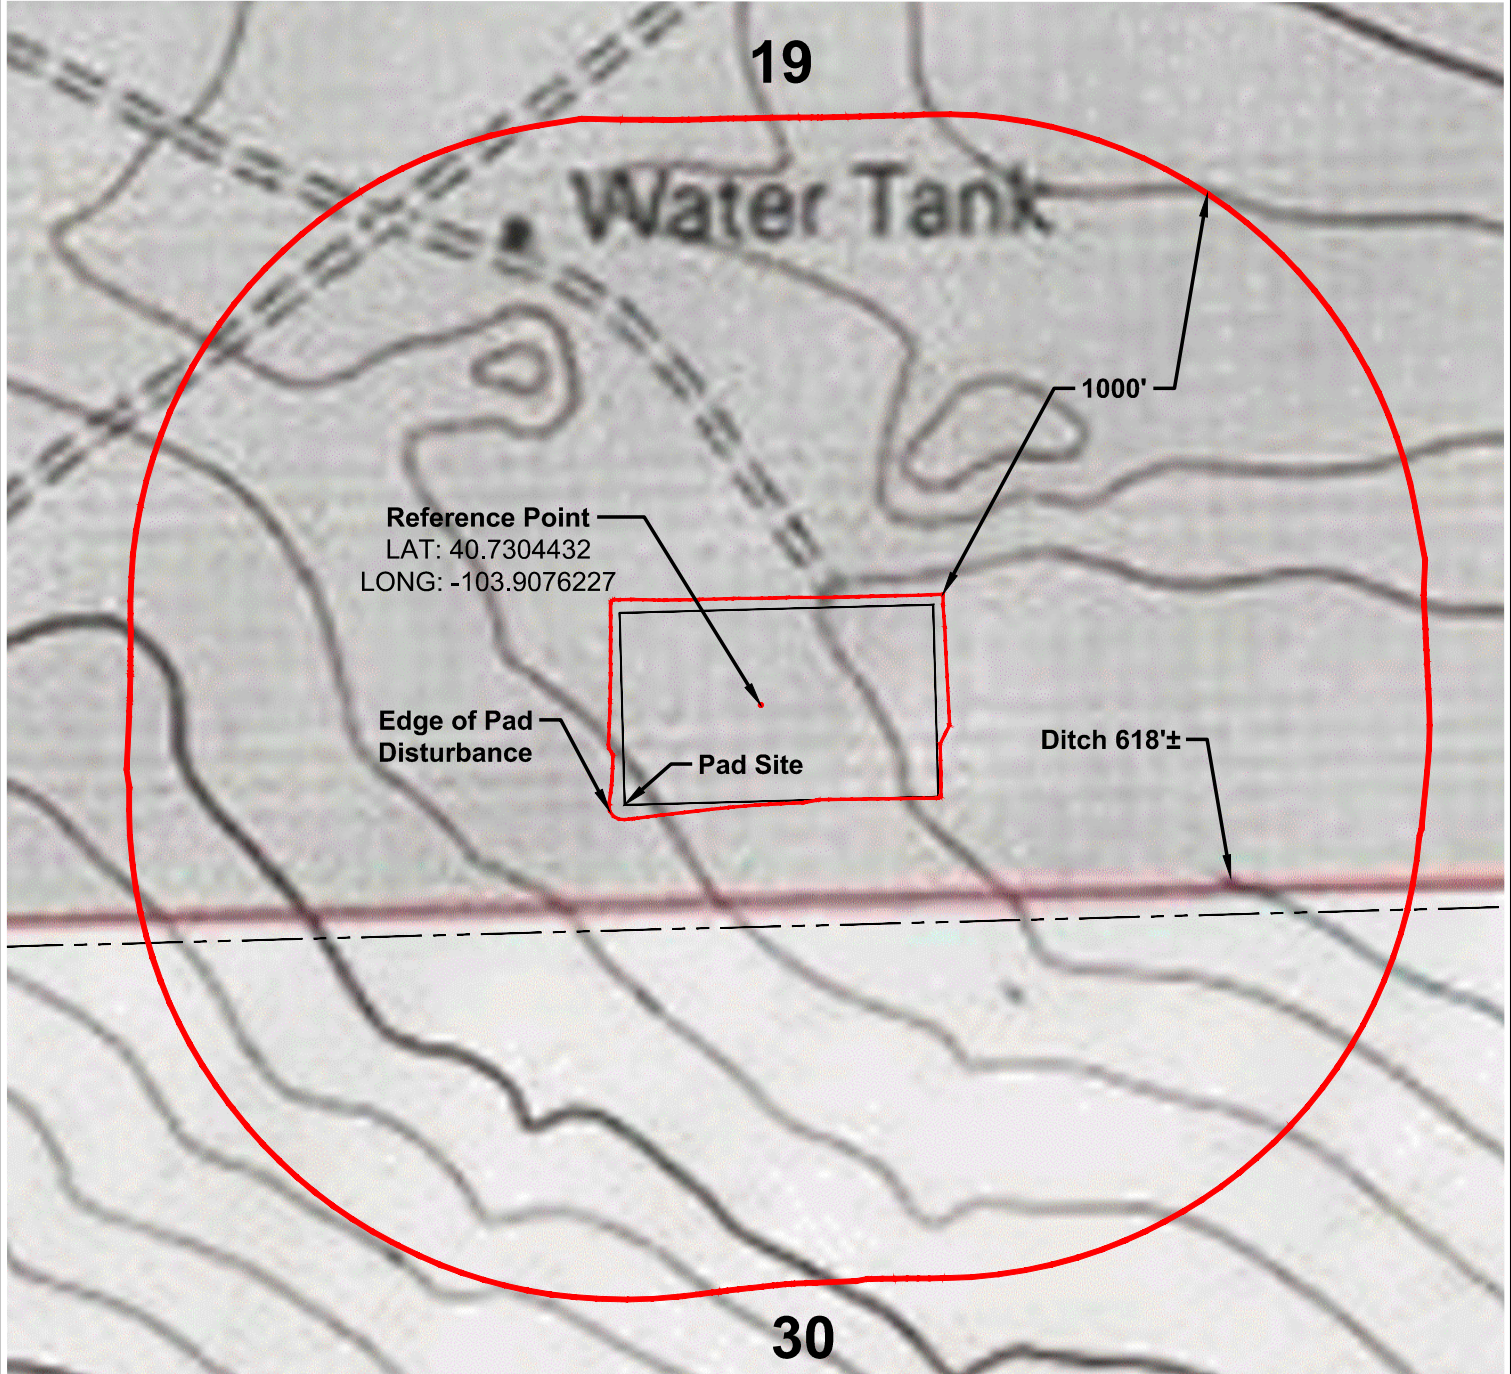 19
Water Tank
1000'
Reference Point
LAT: 40.7304432
LONG: -103.9076227
Edge of Pad
Disturbance
Pad Site
Ditch 618'±
30